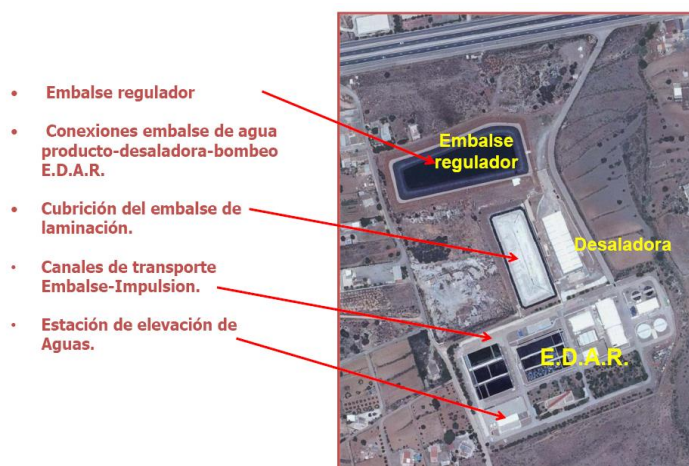 • Embalse regulador
• Conexiones embalse de agua
producto-desaladora-bombeo
E.D.A.R.
• Cubrición del embalse de
laminación.
• Canales de transporte
Embalse-Impulsion.
• Estación de elevación de
Aguas.
Embalse
regulador
Desaladora
E.D.A.R.